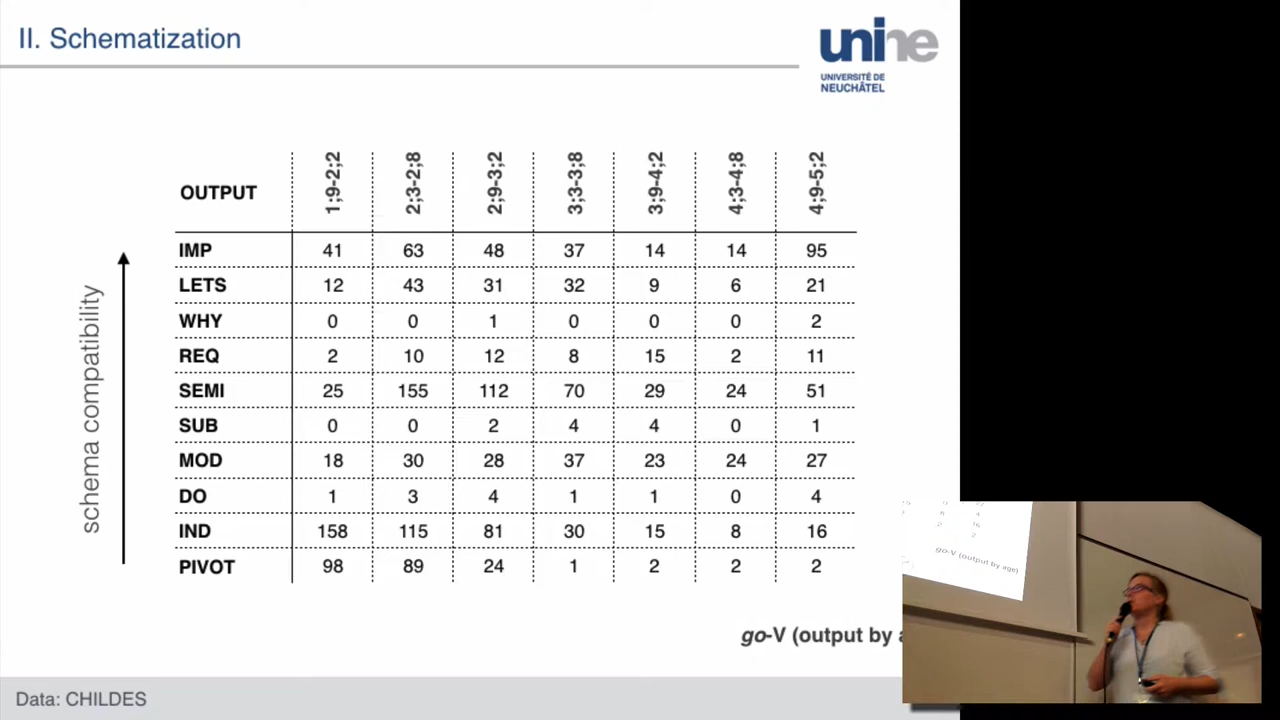 II. Schematization
unine
UNIVERSITÉ DE
NEUCHÂTEL
OUTPUT 1;9-2;2 2;3-2;8 2;9-3;2 3;3-3;8 3;9-4;2 4;3-4;8 4;9-5;2
IMP 41 63 48 37 14 14 95
LETS 12 43 31 32 9 6 21
WHY 0 0 1 0 0 0 2
REQ 2 10 12 8 15 2 11
SEMI 25 155 112 70 29 24 51
SUB 0 0 2 4 4 0 1
MOD 18 30 28 37 23 24 27
DO 1 3 4 1 1 0 4
IND 158 115 81 30 15 8 16
PIVOT 98 89 24 1 2 2 2
schema compatibility
go-V (output by
Data: CHILDES
go-V (output by age)